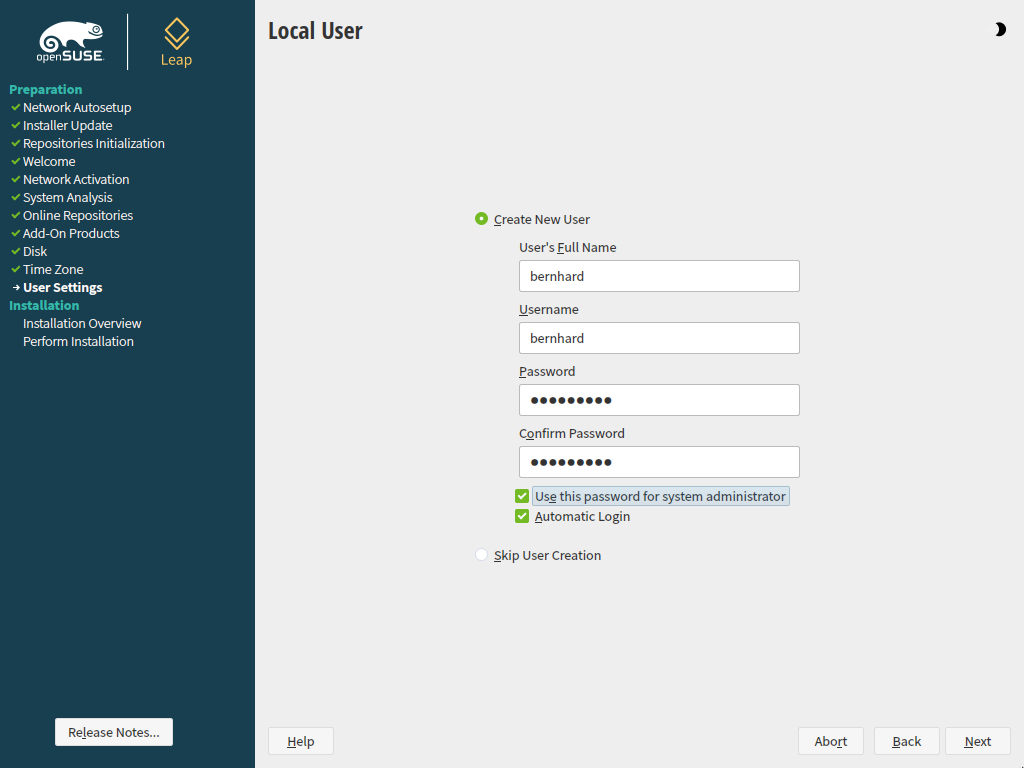 openSUSE
Leap
Preparation
Network Autosetup
Installer Update
Repositories Initialization
Welcome
Network Activation
System Analysis
Online Repositories
Add-On Products
Disk
Time Zone
User Settings
Installation
Installation Overview
Perform Installation
Release Notes...
Local User
Create New User
User's Full Name
bernhard
Username
bernhard
Password
●●●●●●●●●
Confirm Password
●●●●●●●●●
Use this password for system administrator
Automatic Login
Skip User Creation
Help
Abort
Back
Next